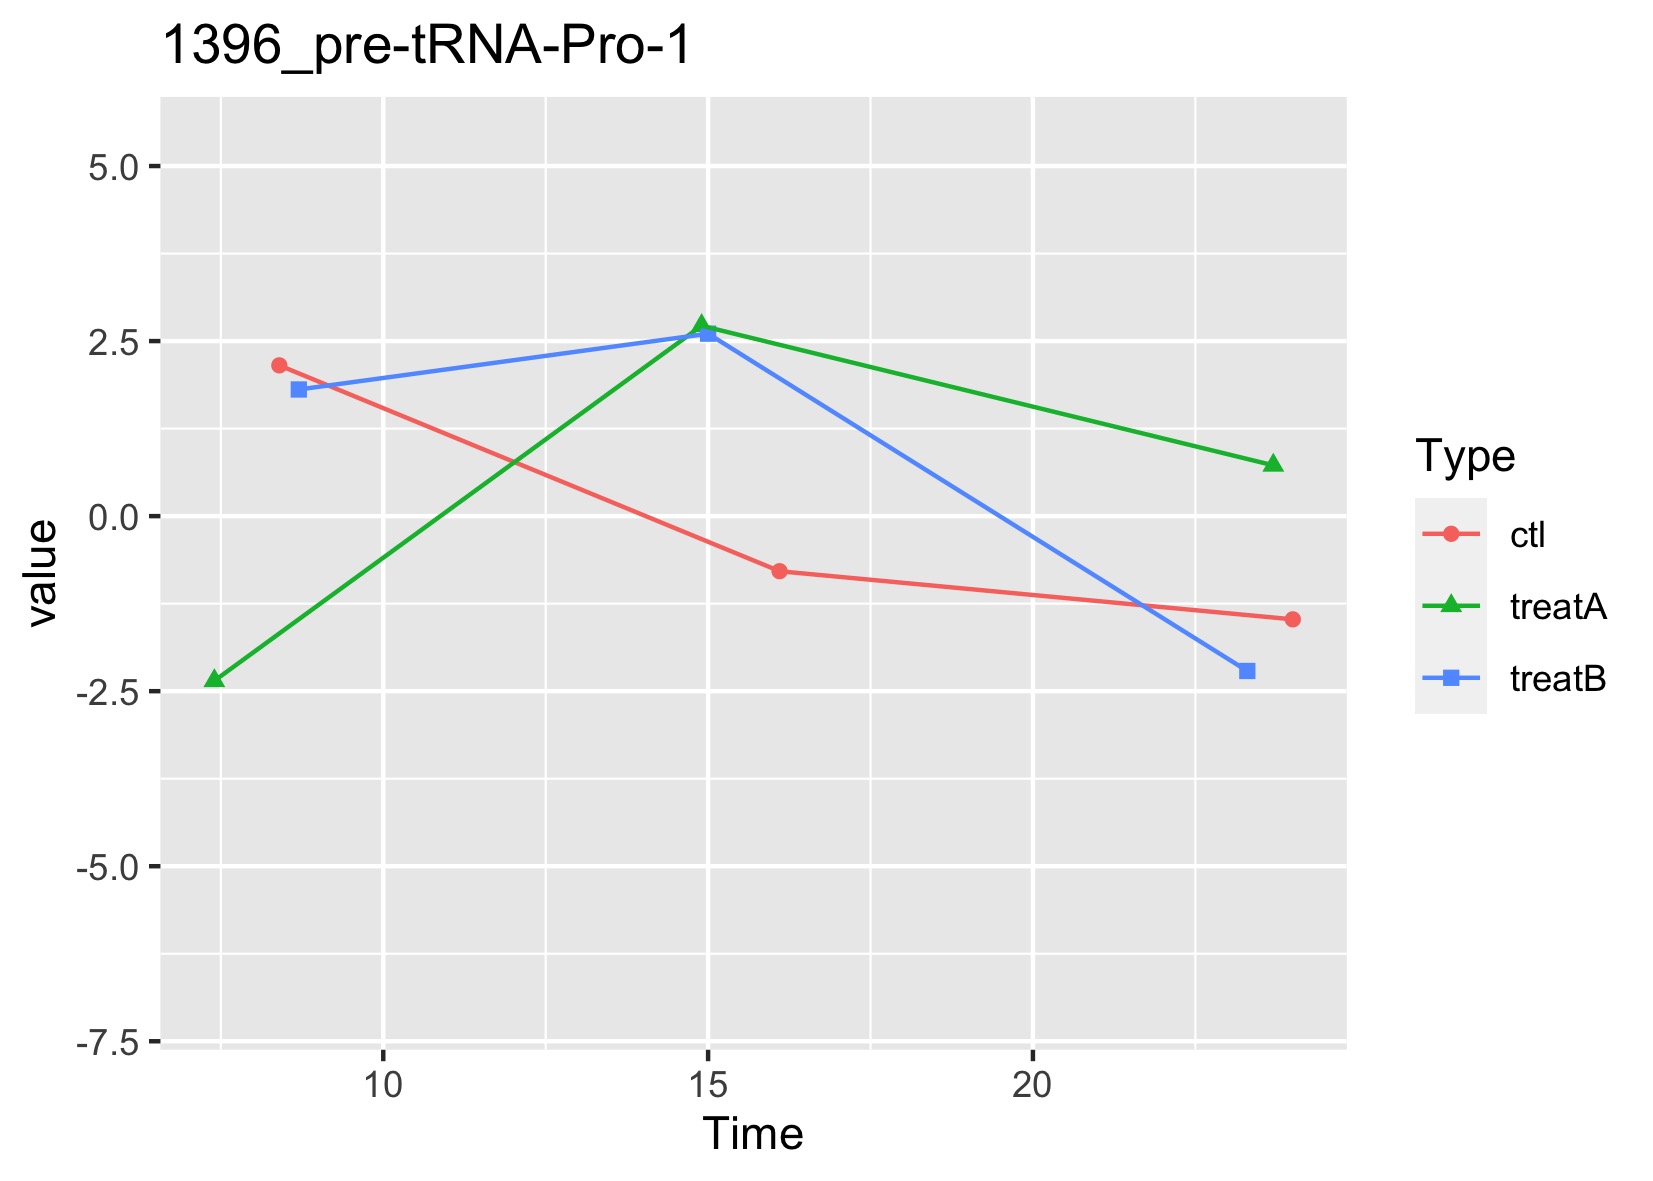 1396_pre-tRNA-Pro-1
5.0
2.5
0.0
-2.5
-5.0
-7.5
value
10 15 20
Time
Type
ctl
treatA
treatB